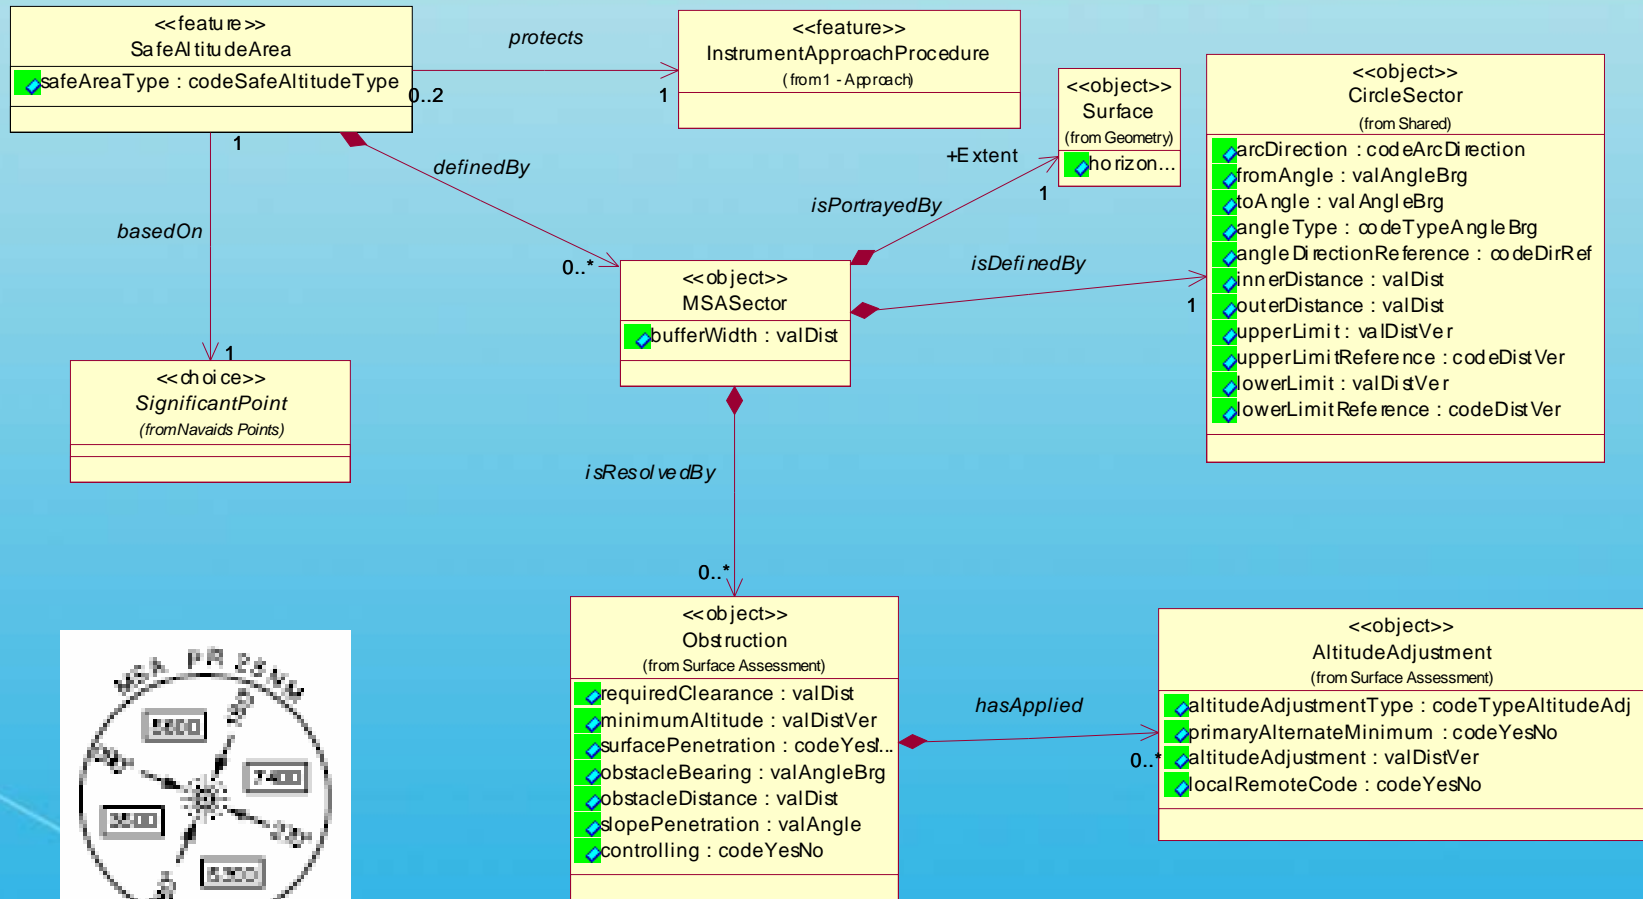 <<feature>>
SafeAltitudeArea
safeAreaType : codeSafeAltitudeType
protects
0..2
1
<<feature>>
InstrumentApproachProcedure
(from 1 - Approach)
<<object>>
Surface
(from Geometry)
horizon...
<<object>>
CircleSector
(from Shared)
arcDirection : codeArcDirection
fromAngle : valAngleBrg
toAngle : valAngleBrg
angleType : codeTypeAngleBrg
angleDirectionReference : codeDirRef
innerDistance : valDist
outerDistance : valDist
upperLimit : valDistVer
upperLimitReference : codeDistVer
lowerLimit : valDistVer
lowerLimitReference : codeDistVer
1
definedBy
0..*
+Extent
1
isPortrayedBy
isDefinedBy
1
basedOn
1
<<choice>>
SignificantPoint
(from Navaids Points)
<<object>>
MSASector
bufferWidth : valDist
isResolvedBy
0..*
<<object>>
Obstruction
(from Surface Assessment)
requiredClearance : valDist
minimumAltitude : valDistVer
surfacePenetration : codeYesN...
obstacleBearing : valAngleBrg
obstacleDistance : valDist
slopePenetration : valAngle
controlling : codeYesNo
hasApplied
0..*
<<object>>
AltitudeAdjustment
(from Surface Assessment)
altitudeAdjustmentType : codeTypeAltitudeAdj
primaryAlternateMinimum : codeYesNo
altitudeAdjustment : valDistVer
localRemoteCode : codeYesNo
MSA PR 25NM
5600
7400
3500